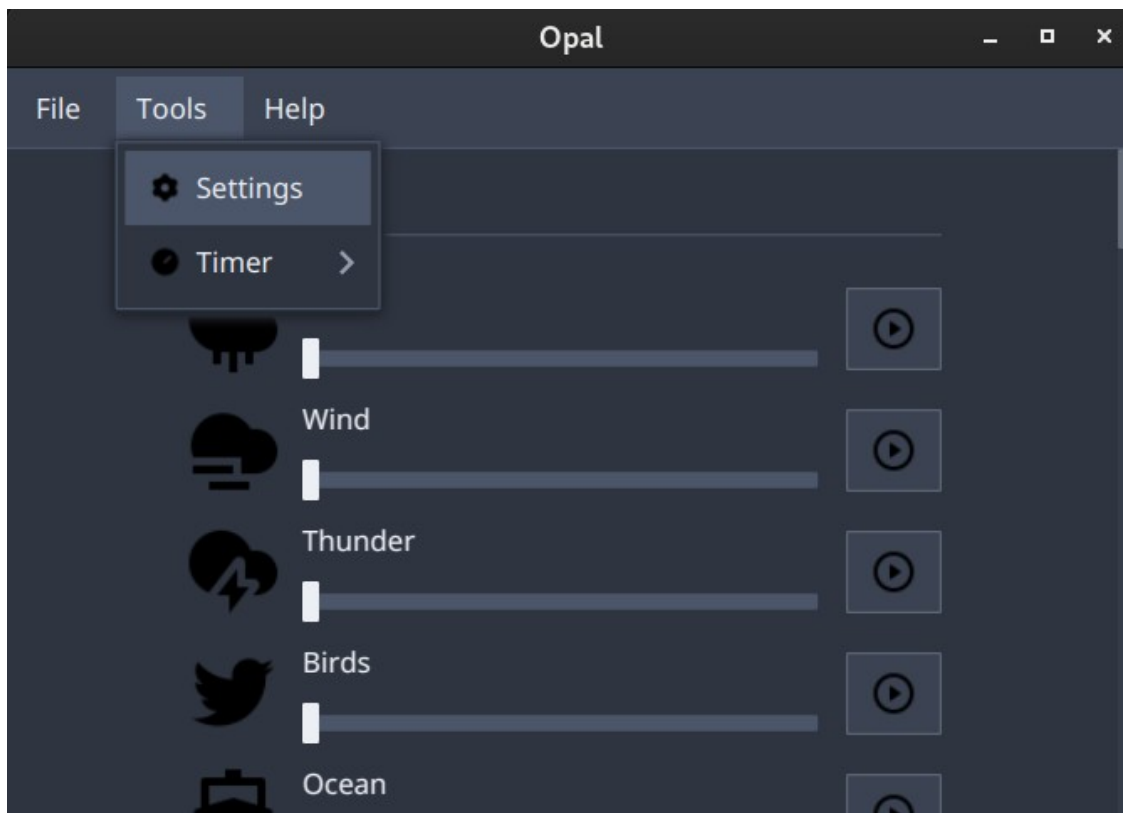 Opal
File Tools Help
Settings
Timer
Wind
Thunder
Birds
Ocean